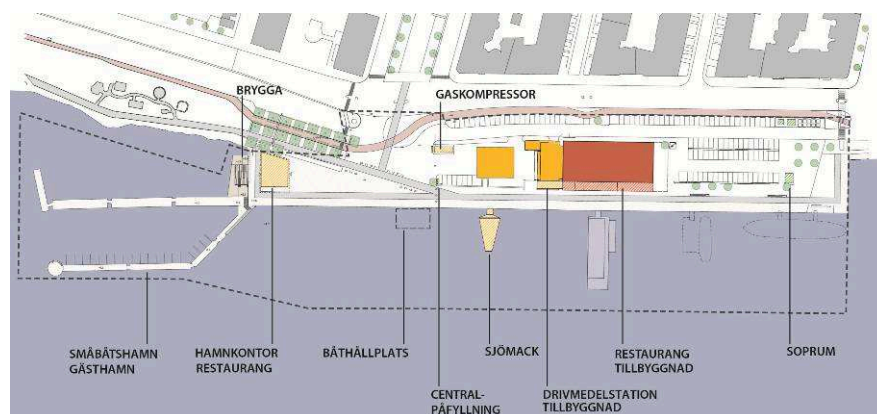 BRYGGA
GASKOMPRESSOR
SMÅBÅTSHAMN
GÄSTHAMN
HAMNKONTOR
RESTAURANG
BÅTHÅLLPLATS
SJÖMACK
RESTAURANG
TILLBYGGNAD
SOPRUM
CENTRAL-
PÅFYLLNING
DRIVMEDELSTATION
TILLBYGGNAD